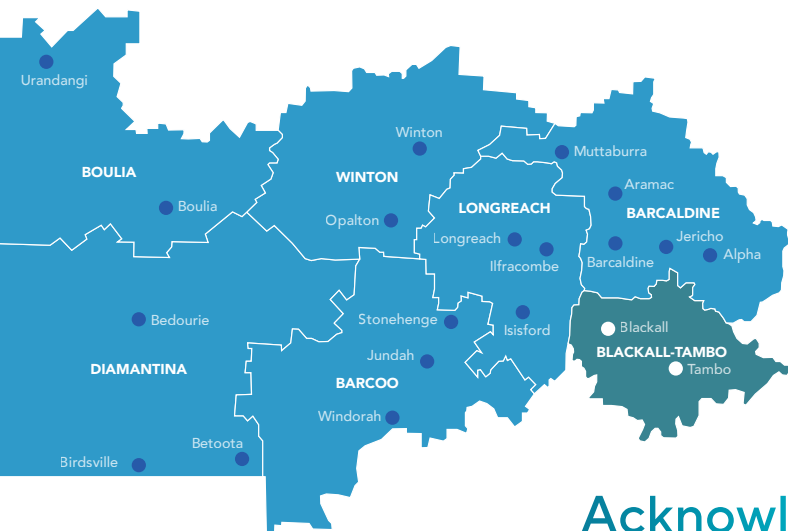 Urandangi
Winton
Muttaburra
BOULIA
WINTON
Aramac
Boulia
LONGREACH
BARCALDINE
Opalton
Longreach
Jericho
Ilfracombe
Barcaldine
Alpha
Bedourie
Stonehenge
Isisford
Blackall
Jundah
BLACKALL-TAMBO
DIAMANTINA
BARCOO
Tambo
Windorah
Betoota
Birdsville
Acknowl